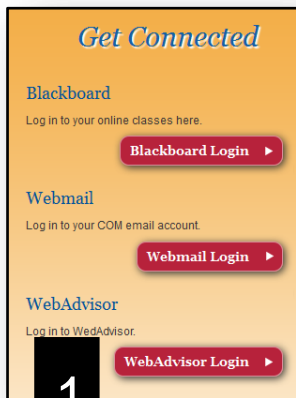 Get Connected
Blackboard
Log in to your online classes here.
Blackboard Login
Webmail
Log in to your COM email account.
Webmail Login
WebAdvisor
Log in to WedAdvisor.
WebAdvisor Login
1